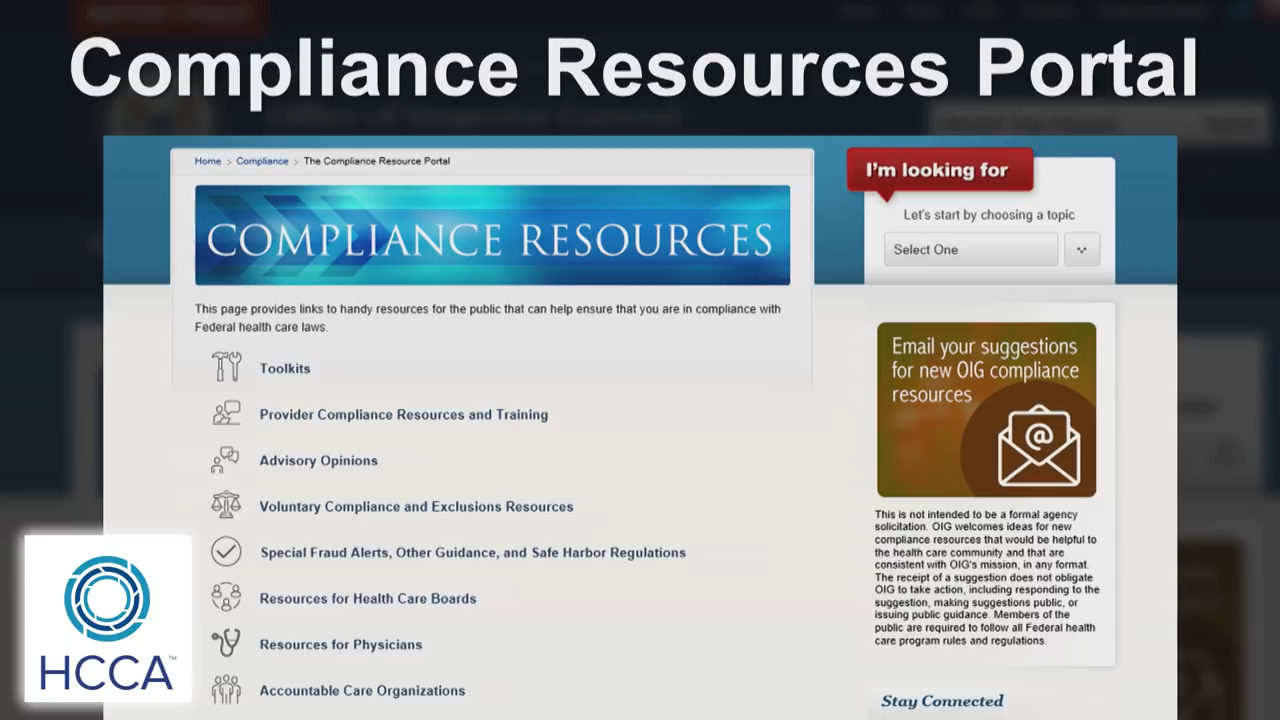 Compliance Resources Portal
Home > Compliance > The Compliance Resource Portal
COMPLIANCE RESOURCES
This page provides links to handy resources for the public that can help ensure that you are in compliance with
Federal health care laws.
Toolkits
Provider Compliance Resources and Training
Advisory Opinions
Voluntary Compliance and Exclusions Resources
Special Fraud Alerts, Other Guidance, and Safe Harbor Regulations
Resources for Health Care Boards
Resources for Physicians
Accountable Care Organizations
I'm looking for
Let's start by choosing a topic
Select One
Email your suggestions
for new OIG compliance
resources
@
This is not intended to be a formal agency
solicitation. OIG welcomes ideas for new
compliance resources that would be helpful to
the health care community and that are
consistent with OIG's mission, in any format.
The receipt of a suggestion does not obligate
OIG to take action, including responding to the
suggestion, making suggestions public, or
issuing public guidance. Members of the
public are required to follow all Federal health
care program rules and regulations.
Stay Connected
HCCA™